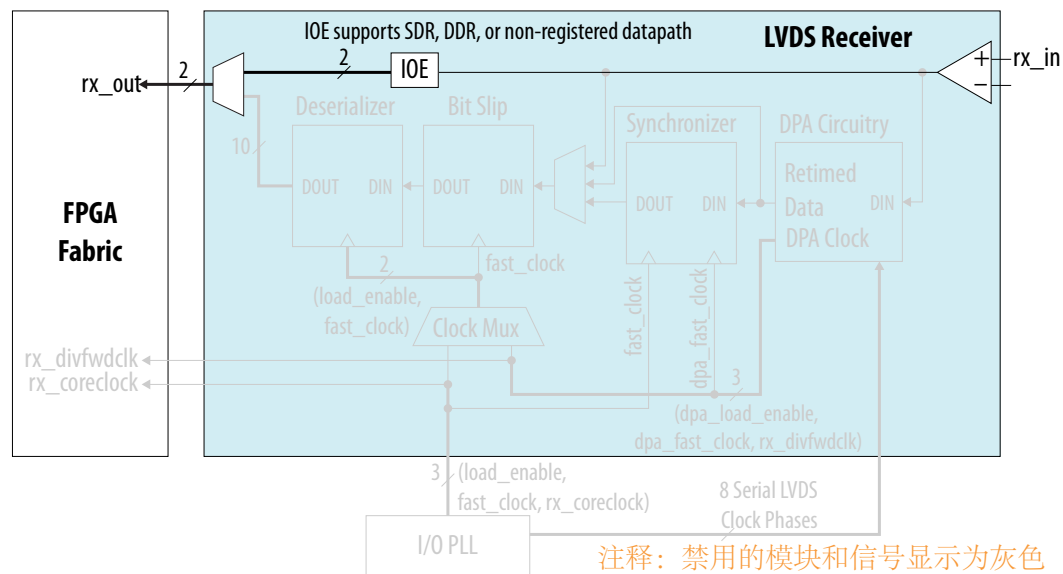 IOE supports SDR, DDR, or non-registered datapath
LVDS Receiver
rx_in
+
−
2
IOE
2
rx_out
Deserializer
Bit Slip
Synchronizer
DPA Circuitry
10
DOUT
DIN
DOUT
DIN
DOUT
DIN
Retimed
Data
DIN
DPA Clock
FPGA
Fabric
2
fast_clock
(load_enable,
fast_clock)
Clock Mux
fast_clock
dpa_fast_clock
rx_divfwdclk
rx_coreclock
3
(dpa_load_enable,
dpa_fast_clock, rx_divfwdclk)
3
(load_enable,
fast_clock, rx_coreclock)
8 Serial LVDS
Clock Phases
I/O PLL
注释：禁用的模块和信号显示为灰色